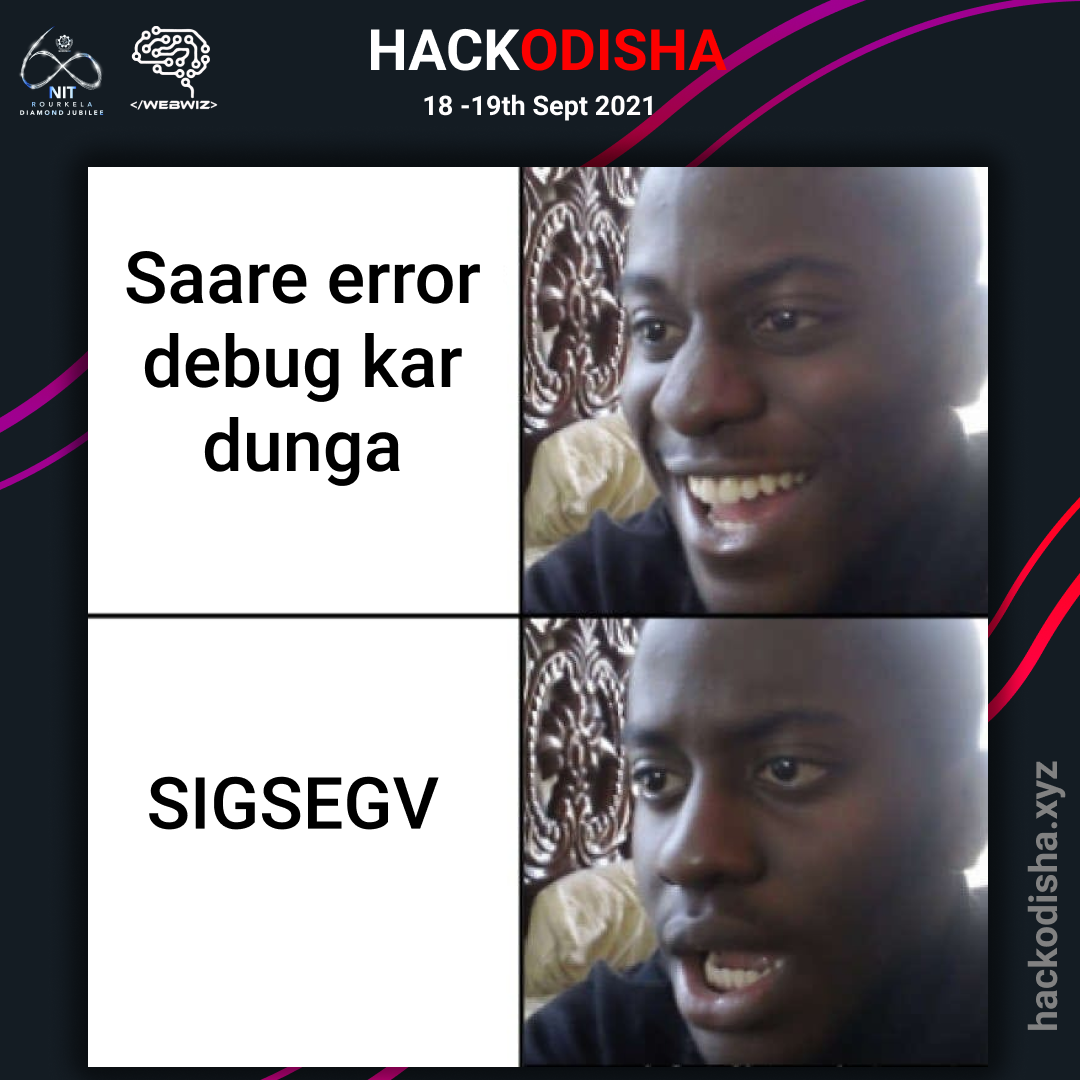 NIT
ROURKELA
DIAMOND JUBILEE
</WEBWIZ>
HACKODISHA
18 -19th Sept 2021
Saare error
debug kar
dunga
SIGSEGV
hackodisha.xyz